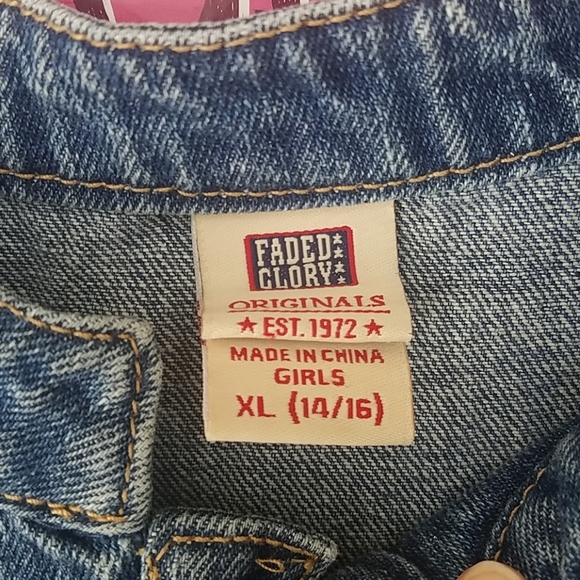 FADED
GLORY
ORIGINALS
★ EST. 1972 ★
MADE IN CHINA
GIRLS
XL (14/16)